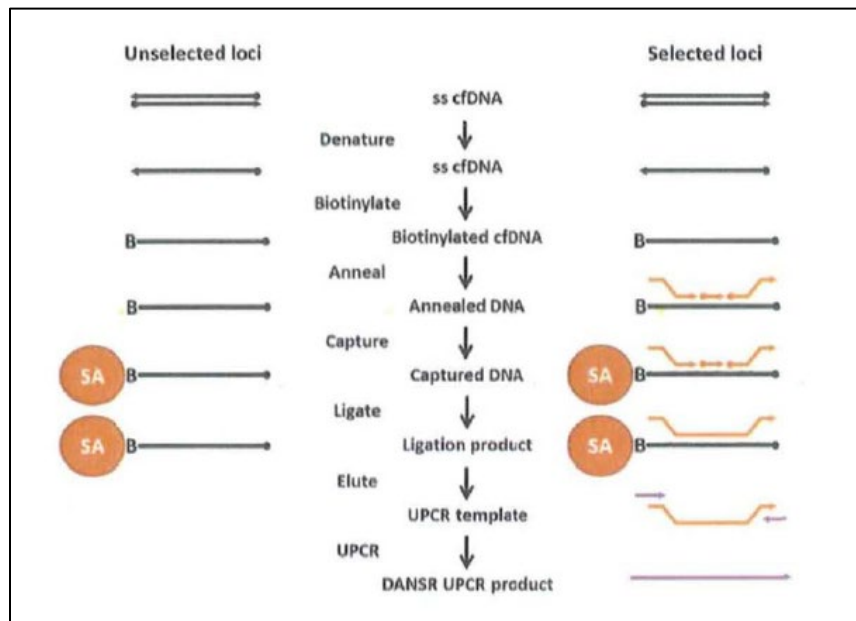 Unselected loci
Selected loci
ss cfDNA
Denature
ss cfDNA
Biotinylate
Biotinylated cfDNA
B
B
Anneal
B
Annealed DNA
B
Capture
SA B
Captured DNA
SA B
Ligate
SA B
Ligation product
SA B
Elute
UPCR template
UPCR
DANSR UPCR product